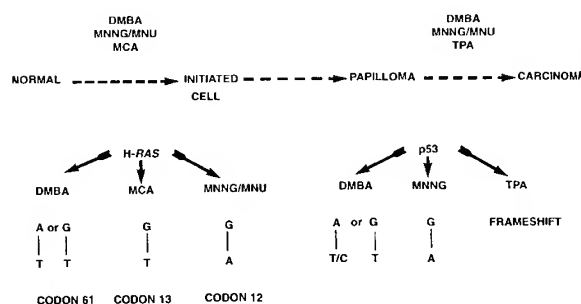 DMBA
MNNG/MNU
MCA
DMBA
MNNG/MNU
TPA
NORMAL INITIATED PAPILLOMA CARCINOMA
CELL
H-RAS
p53
DMBA MCA MNNG/MNU
DMBA MNNG TPA
A or G G G
A or G G FRAMESHIFT
T T T A
T/C T A
CODON 61 CODON 13 CODON 12